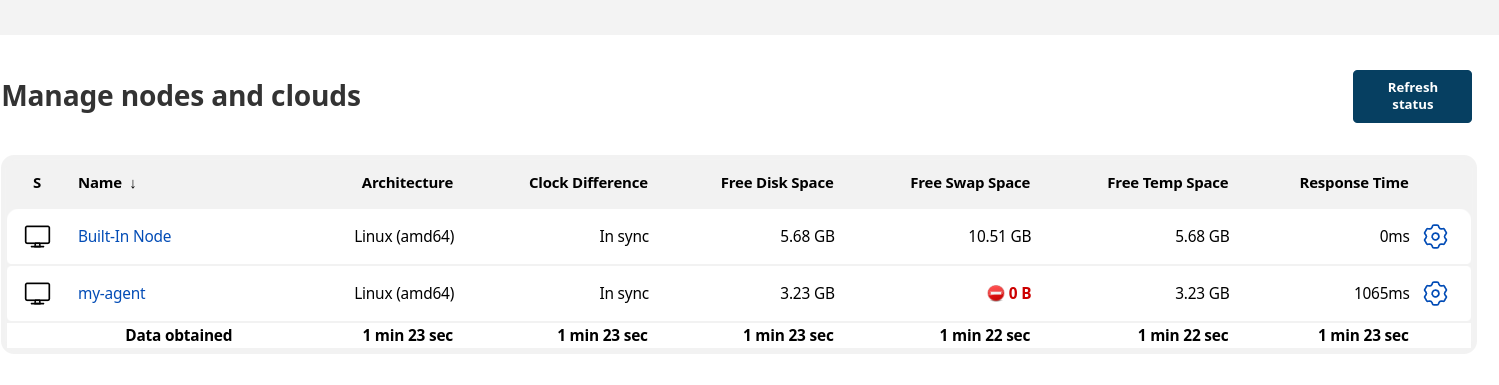 Manage nodes and clouds
Refresh
status
S Name ↓ Architecture Clock Difference Free Disk Space Free Swap Space Free Temp Space Response Time
Built-In Node Linux (amd64) In sync 5.68 GB 10.51 GB 5.68 GB 0ms
my-agent Linux (amd64) In sync 3.23 GB 0 B 3.23 GB 1065ms
Data obtained 1 min 23 sec 1 min 23 sec 1 min 23 sec 1 min 22 sec 1 min 22 sec 1 min 23 sec